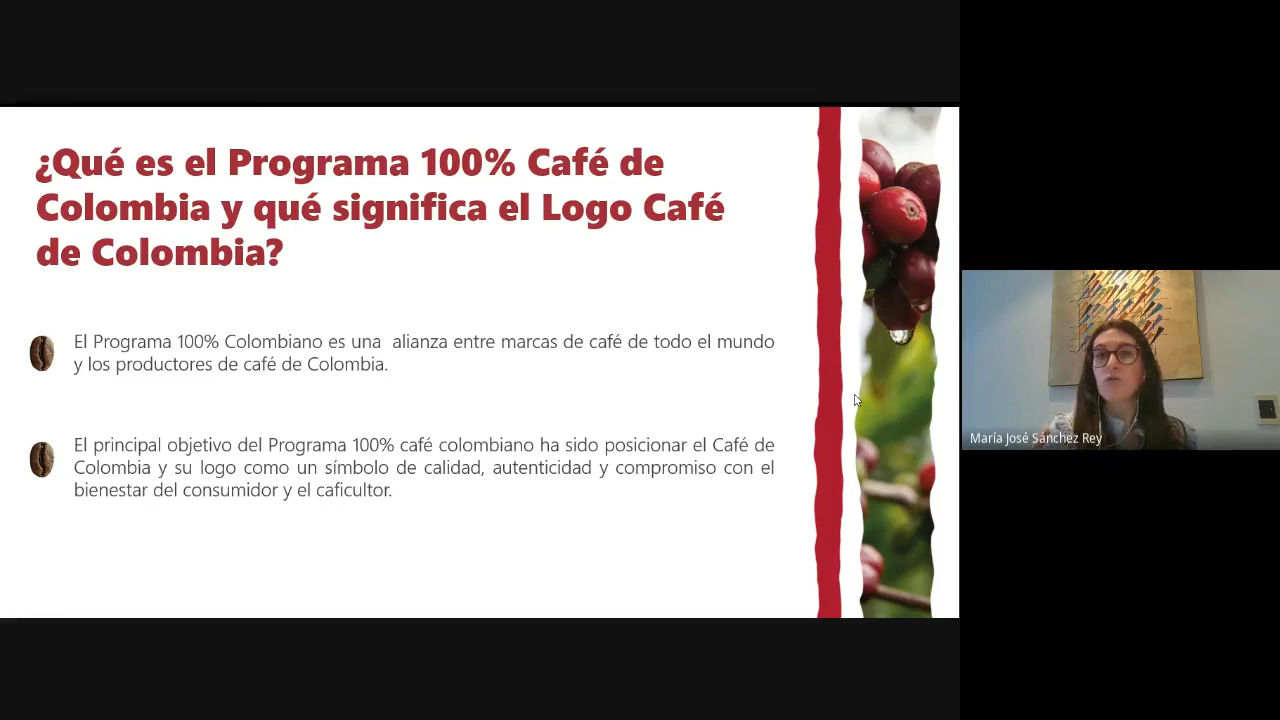 ¿Qué es el Programa 100% Café de
Colombia y qué significa el Logo Café
de Colombia?
El Programa 100% Colombiano es una alianza entre marcas de café de todo el mundo
y los productores de café de Colombia.
El principal objetivo del Programa 100% café colombiano ha sido posicionar el Café de
Colombia y su logo como un símbolo de calidad, autenticidad y compromiso con el
bienestar del consumidor y el caficultor.
María José Sánchez Rey